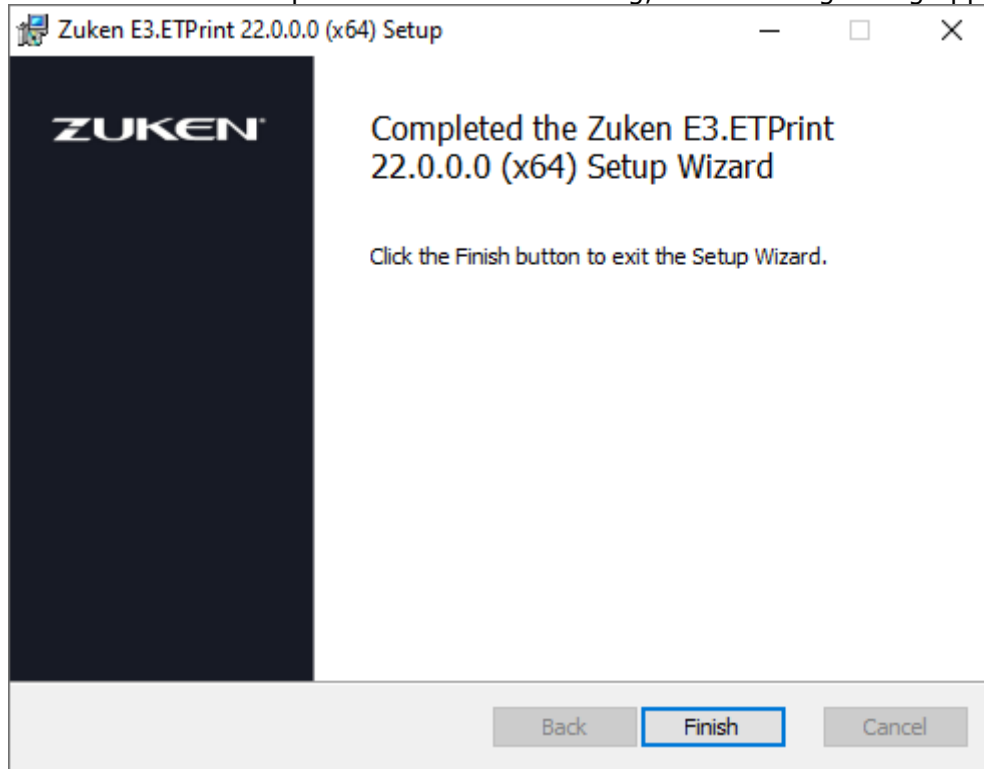 Zuken E3.ETPrint 22.0.0.0 (x64) Setup
ZUKEN
Completed the Zuken E3.ETPrint
22.0.0.0 (x64) Setup Wizard
Click the Finish button to exit the Setup Wizard.
Back Finish Cancel